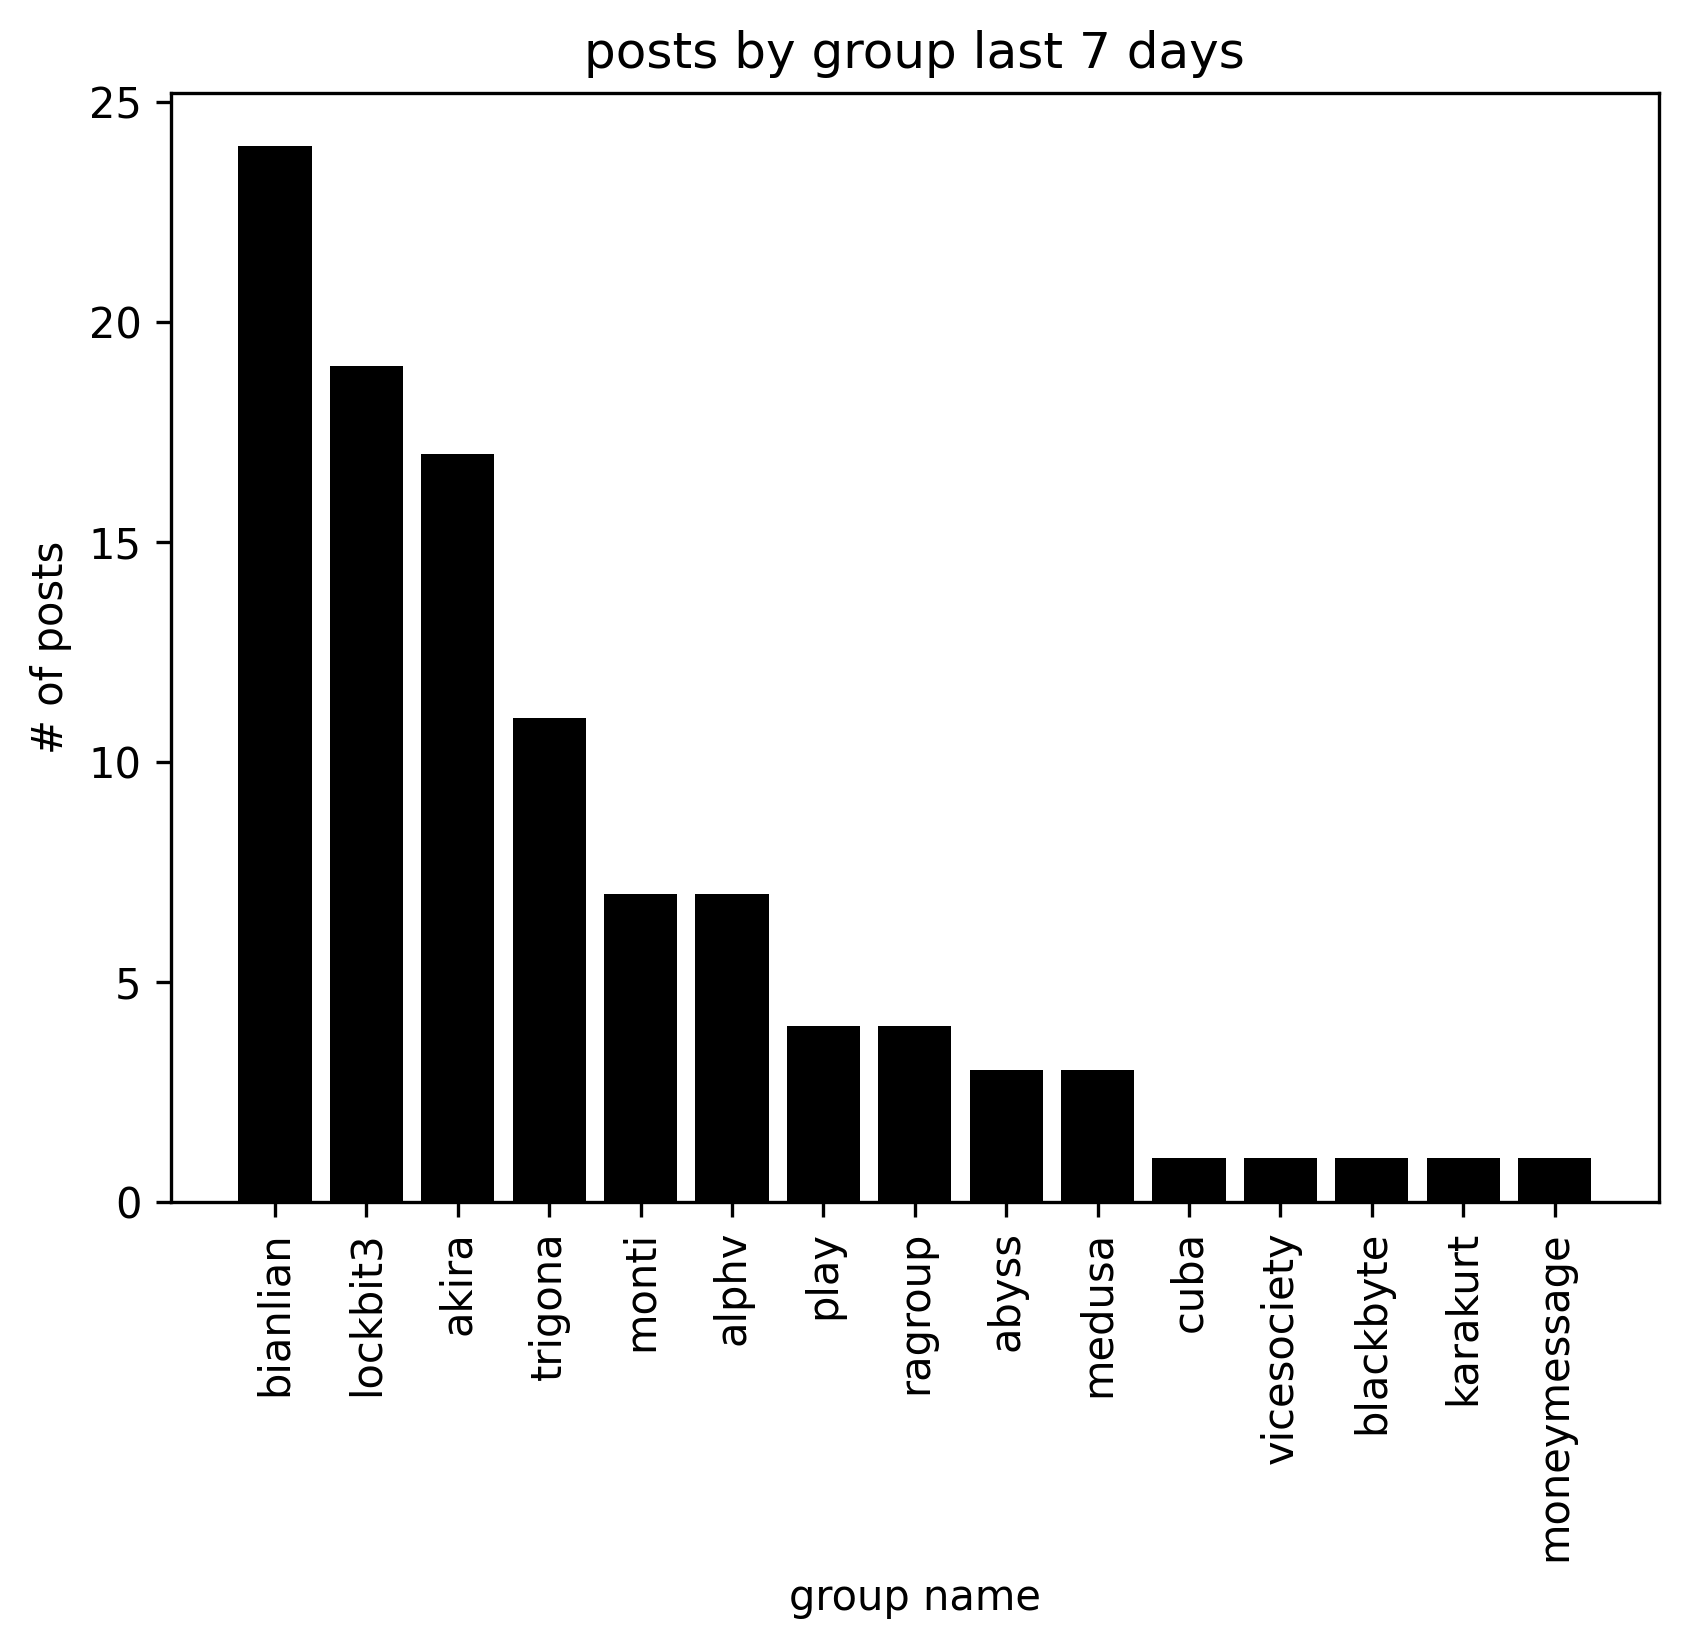 posts by group last 7 days
# of posts
25
20
15
10
5
0
bianlian
lockbit3
akira
trigona
monti
alphv
play
ragroup
abyss
medusa
cuba
vicesociety
blackbyte
karakurt
moneymessage
group name